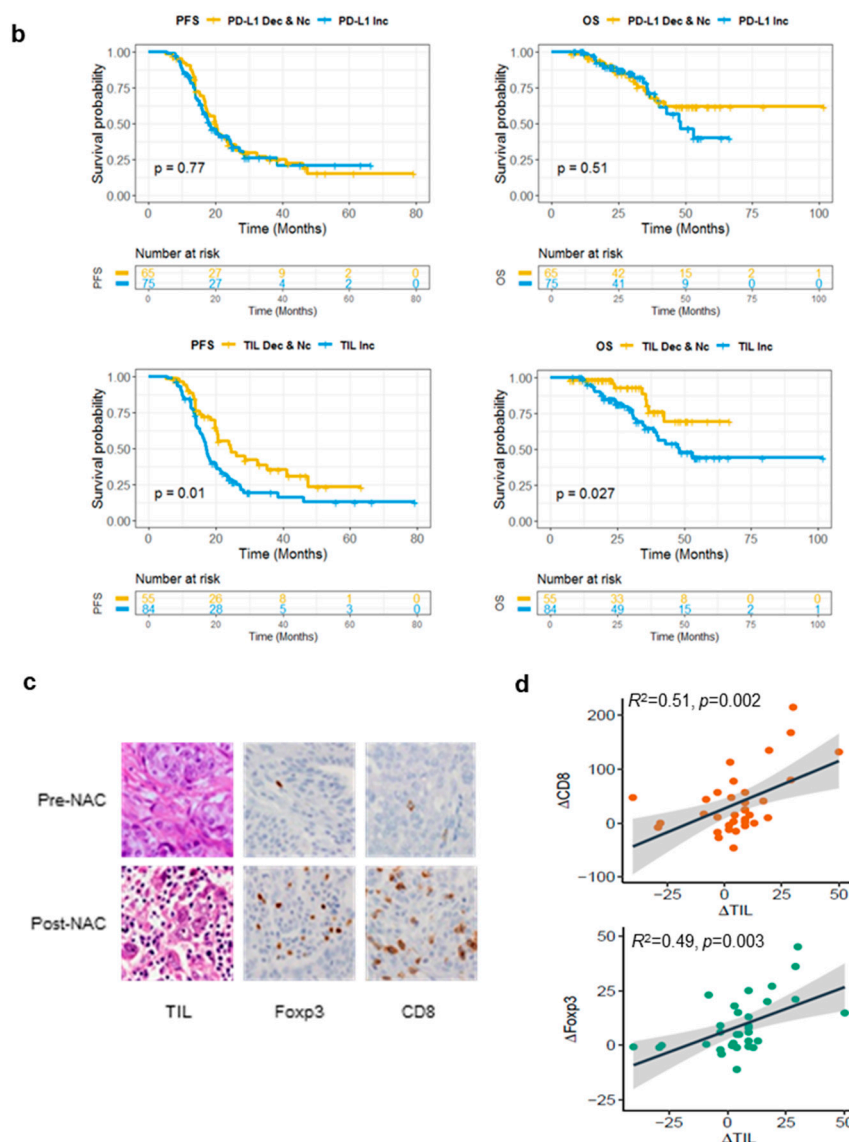 b
PFS PD-L1 Dec & Nc PD-L1 Inc
Survival probability
1.00
0.75
0.50
0.25
0.00
p = 0.77
0 20 40 60 80
Time (Months)
Number at risk
PFS
65 27 9 2 0
75 27 4 2 0
0 20 40 60 80
Time (Months)
OS PD-L1 Dec & Nc PD-L1 Inc
Survival probability
1.00
0.75
0.50
0.25
0.00
p = 0.51
0 25 50 75 100
Time (Months)
Number at risk
OS
65 42 15 2 1
75 41 9 0 0
0 25 50 75 100
Time (Months)
PFS TIL Dec & Nc TIL Inc
Survival probability
1.00
0.75
0.50
0.25
0.00
p = 0.01
0 20 40 60 80
Time (Months)
Number at risk
PFS
55 26 8 1 0
84 28 5 3 0
0 20 40 60 80
Time (Months)
OS TIL Dec & Nc TIL Inc
Survival probability
1.00
0.75
0.50
0.25
0.00
p = 0.027
0 25 50 75 100
Time (Months)
Number at risk
OS
55 33 8 0 0
84 49 15 2 1
0 25 50 75 100
Time (Months)
c
Pre-NAC
Post-NAC
TIL Foxp3 CD8
d
R²=0.51, p=0.002
ΔCD8
200
100
0
−100
−25 0 25 50
ΔTIL
R²=0.49, p=0.003
ΔFoxp3
50
25
0
−25
−25 0 25 50
ΔTIL